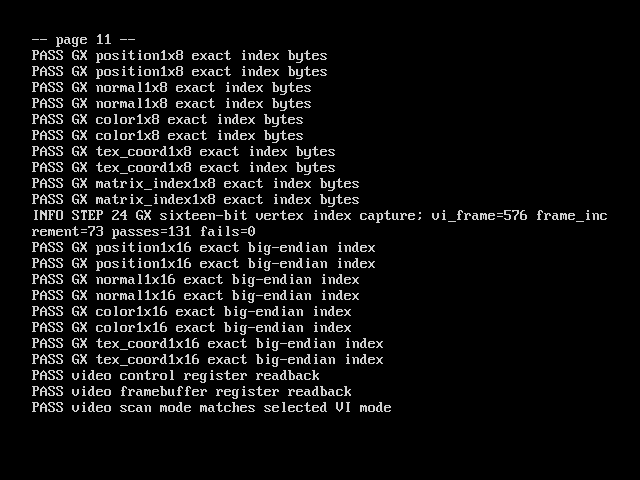 -- page 11 --
PASS GX position1x8 exact index bytes
PASS GX position1x8 exact index bytes
PASS GX normal1x8 exact index bytes
PASS GX normal1x8 exact index bytes
PASS GX color1x8 exact index bytes
PASS GX color1x8 exact index bytes
PASS GX tex_coord1x8 exact index bytes
PASS GX tex_coord1x8 exact index bytes
PASS GX matrix_index1x8 exact index bytes
PASS GX matrix_index1x8 exact index bytes
INFO STEP 24 GX sixteen-bit vertex index capture; vi_frame=576 frame_inc
rement=73 passes=131 fails=0
PASS GX position1x16 exact big-endian index
PASS GX position1x16 exact big-endian index
PASS GX normal1x16 exact big-endian index
PASS GX normal1x16 exact big-endian index
PASS GX color1x16 exact big-endian index
PASS GX color1x16 exact big-endian index
PASS GX tex_coord1x16 exact big-endian index
PASS GX tex_coord1x16 exact big-endian index
PASS video control register readback
PASS video framebuffer register readback
PASS video scan mode matches selected VI mode